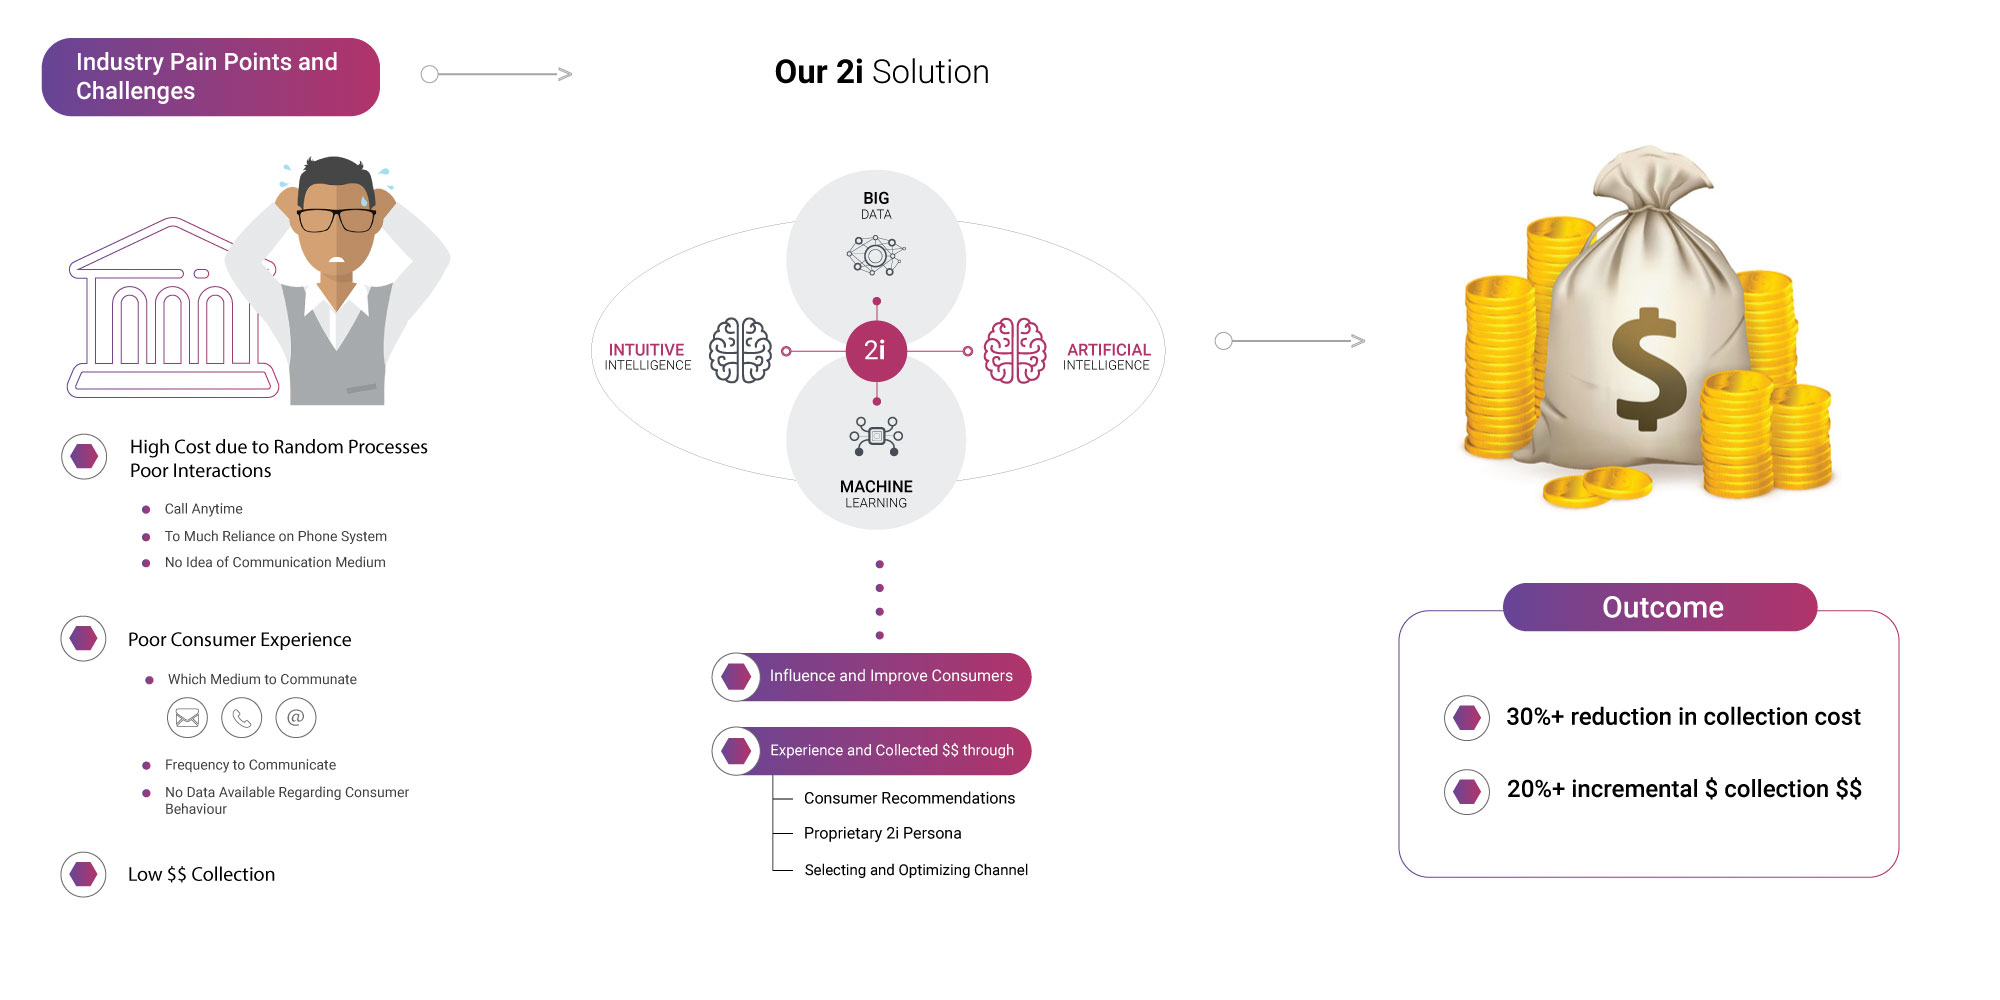 Industry Pain Points and
Challenges
High Cost due to Random Processes
Poor Interactions
Call Anytime
To Much Reliance on Phone System
No Idea of Communication Medium
Poor Consumer Experience
Which Medium to Communate
@
Frequency to Communicate
No Data Available Regarding Consumer
Behaviour
Low $$ Collection
Our 2i Solution
BIG
DATA
INTUITIVE
INTELLIGENCE
2i
ARTIFICIAL
INTELLIGENCE
MACHINE
LEARNING
Influence and Improve Consumers
Experience and Collected $$ through
Consumer Recommendations
Proprietary 2i Persona
Selecting and Optimizing Channel
$
Outcome
30%+ reduction in collection cost
20%+ incremental $ collection $$